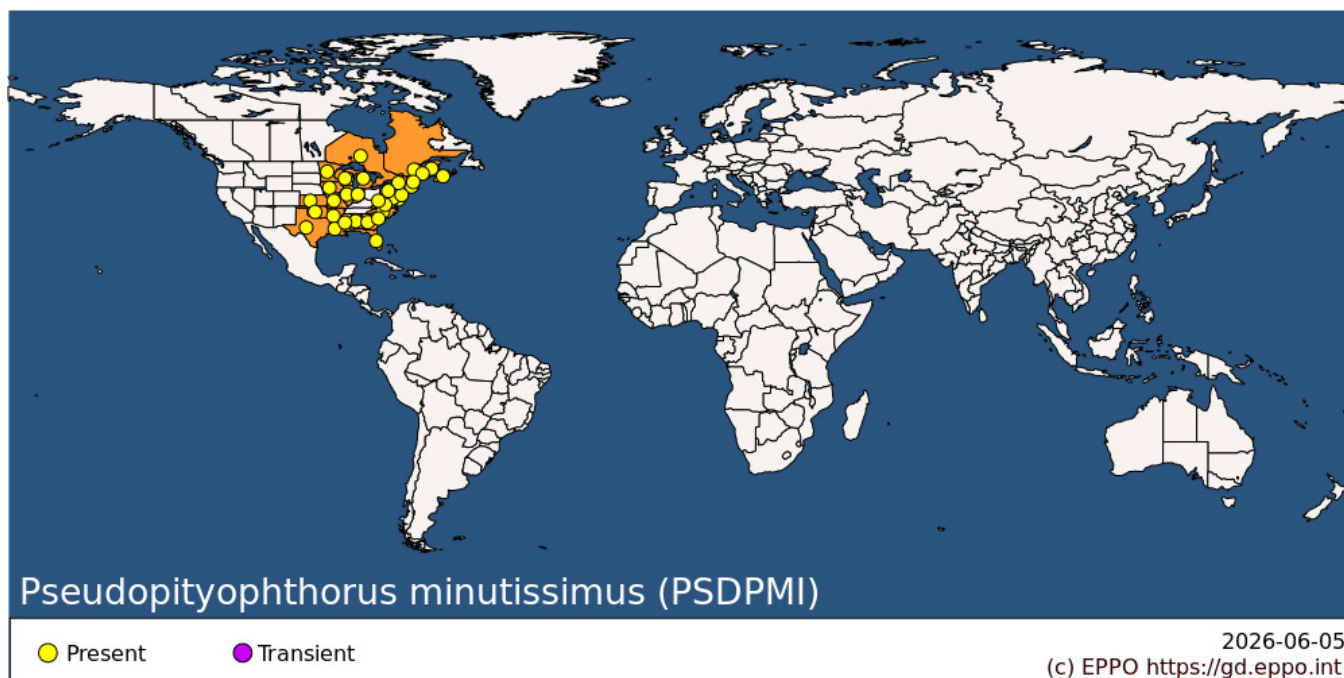 Pseudopityophthorus minutissimus (PSDPMI)
Present
Transient
2026-06-05
(c) EPPO https://gd.eppo.int